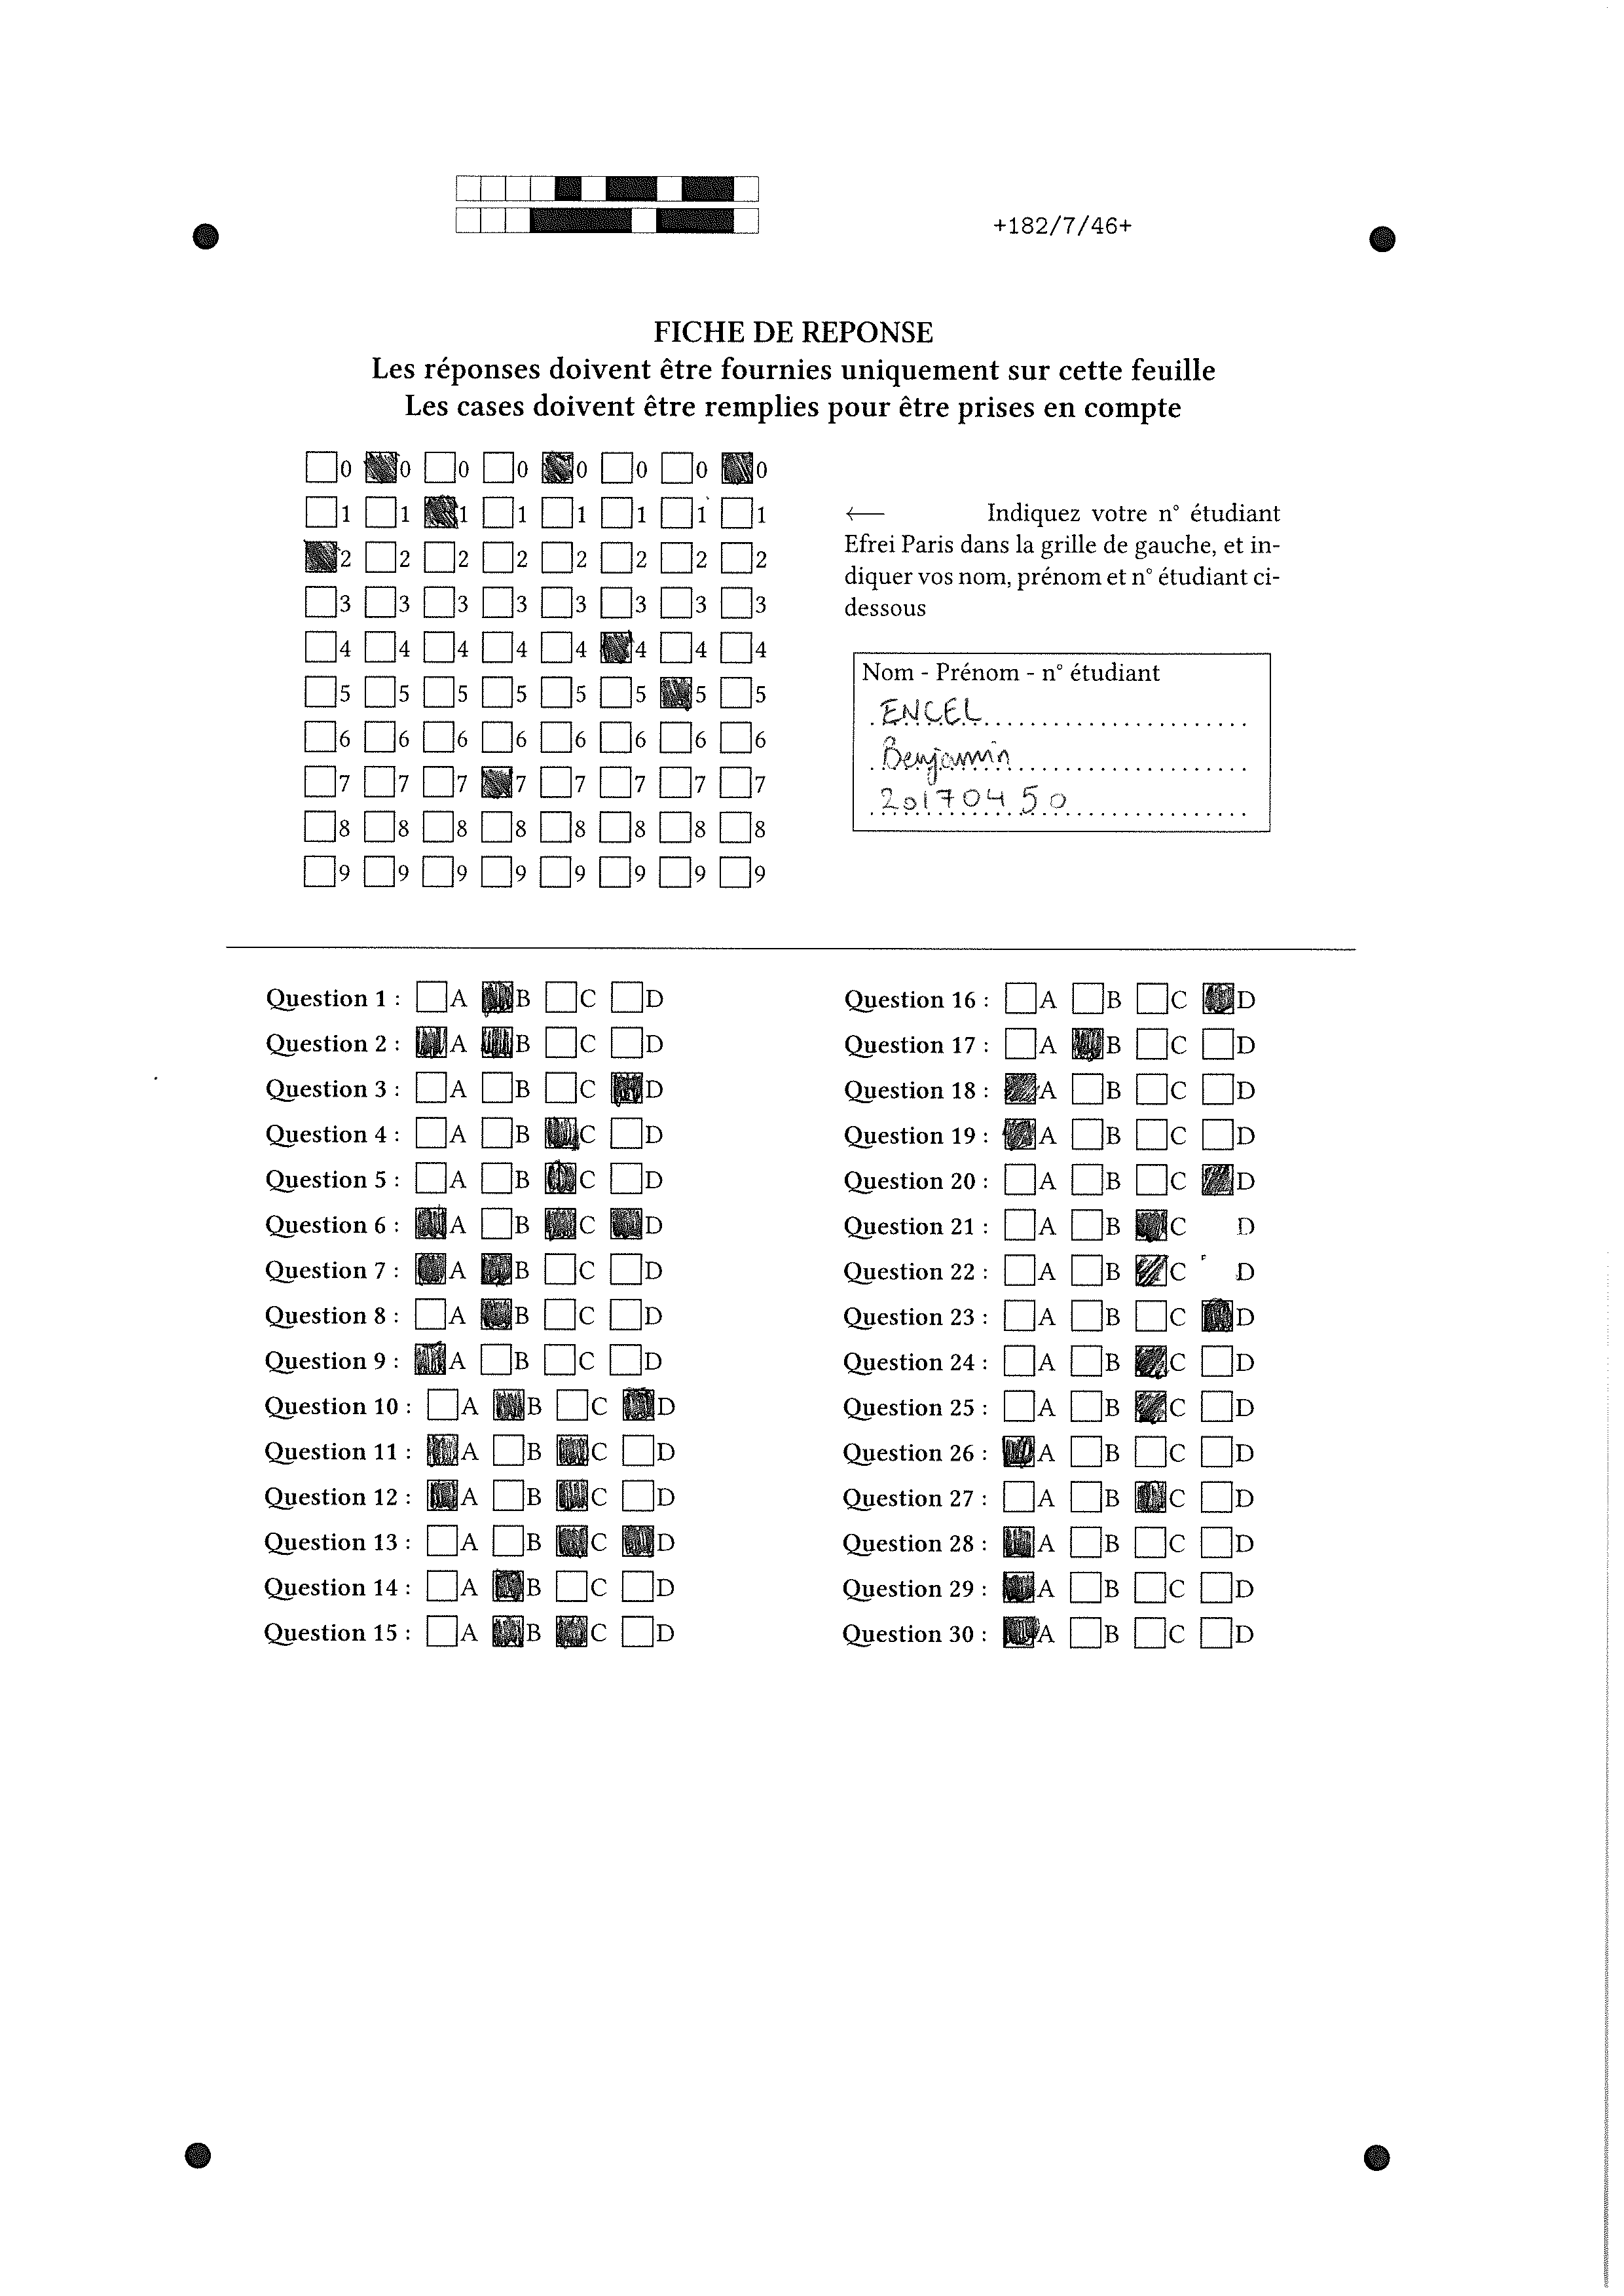 +182/7/46+
FICHE DE REPONSE
Les réponses doivent être fournies uniquement sur cette feuille
Les cases doivent être remplies pour être prises en compte
0 0 0 0 0 0 0 0
1 1 1 1 1 1 1 1
2 2 2 2 2 2 2 2
3 3 3 3 3 3 3 3
4 4 4 4 4 4 4 4
5 5 5 5 5 5 5 5
6 6 6 6 6 6 6 6
7 7 7 7 7 7 7 7
8 8 8 8 8 8 8 8
9 9 9 9 9 9 9 9
← Indiquez votre n° étudiant
Efrei Paris dans la grille de gauche, et in-
diquer vos nom, prénom et n° étudiant ci-
dessous
Nom - Prénom - n° étudiant
ENCEL
Benjamin
20170450
Question 1 : A B C D
Question 2 : A B C D
Question 3 : A B C D
Question 4 : A B C D
Question 5 : A B C D
Question 6 : A B C D
Question 7 : A B C D
Question 8 : A B C D
Question 9 : A B C D
Question 10 : A B C D
Question 11 : A B C D
Question 12 : A B C D
Question 13 : A B C D
Question 14 : A B C D
Question 15 : A B C D
Question 16 : A B C D
Question 17 : A B C D
Question 18 : A B C D
Question 19 : A B C D
Question 20 : A B C D
Question 21 : A B C D
Question 22 : A B C D
Question 23 : A B C D
Question 24 : A B C D
Question 25 : A B C D
Question 26 : A B C D
Question 27 : A B C D
Question 28 : A B C D
Question 29 : A B C D
Question 30 : A B C D